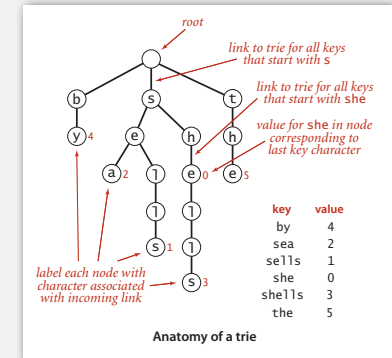 root
link to trie for all keys
that start with s
link to trie for all keys
that start with she
b
s
t
value for she in node
corresponding to
last key character
y 4
e
h
h
a 2
l
e 0
e 5
l
l
key value
by 4
sea 2
sells 1
she 0
shells 3
the 5
s 1
l
label each node with
character associated
with incoming link
s 3
Anatomy of a trie